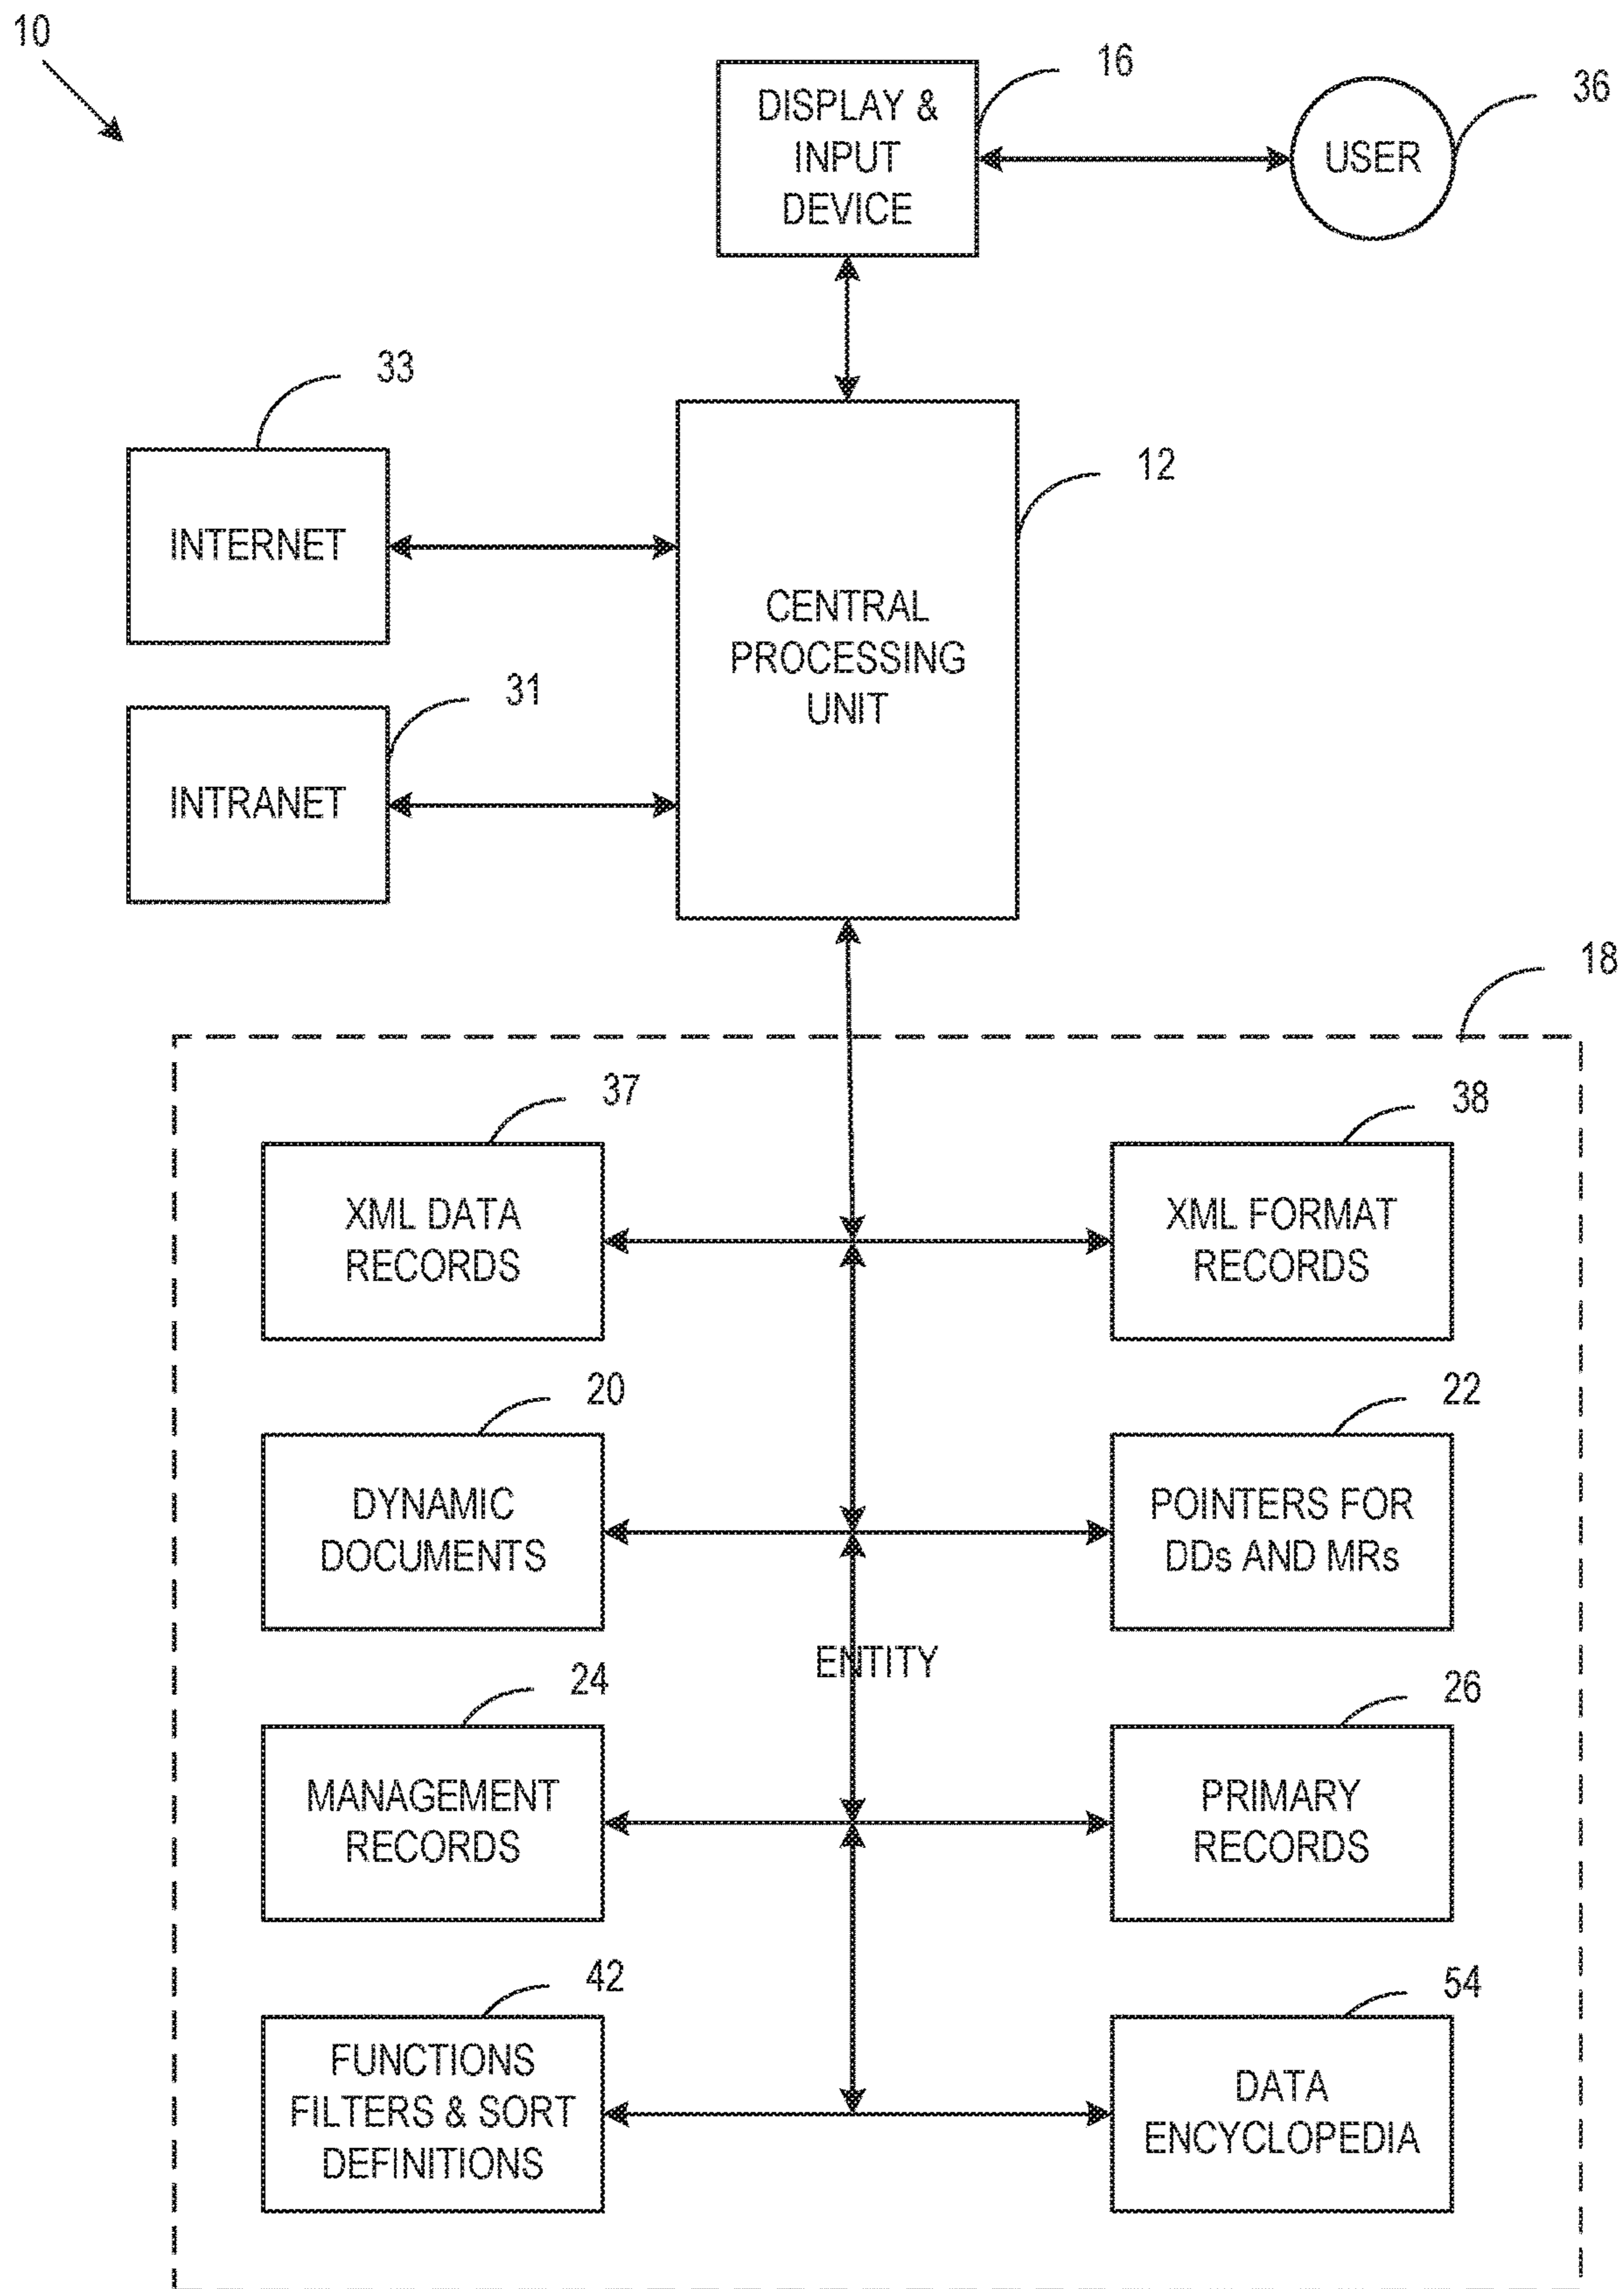 10
16
36
DISPLAY &
INPUT
DEVICE
USER
33
12
INTERNET
CENTRAL
PROCESSING
UNIT
31
INTRANET
18
37
38
XML DATA
RECORDS
XML FORMAT
RECORDS
20
22
DYNAMIC
DOCUMENTS
POINTERS FOR
DDs AND MRs
ENTITY
24
26
MANAGEMENT
RECORDS
PRIMARY
RECORDS
42
54
FUNCTIONS
FILTERS & SORT
DEFINITIONS
DATA
ENCYCLOPEDIA